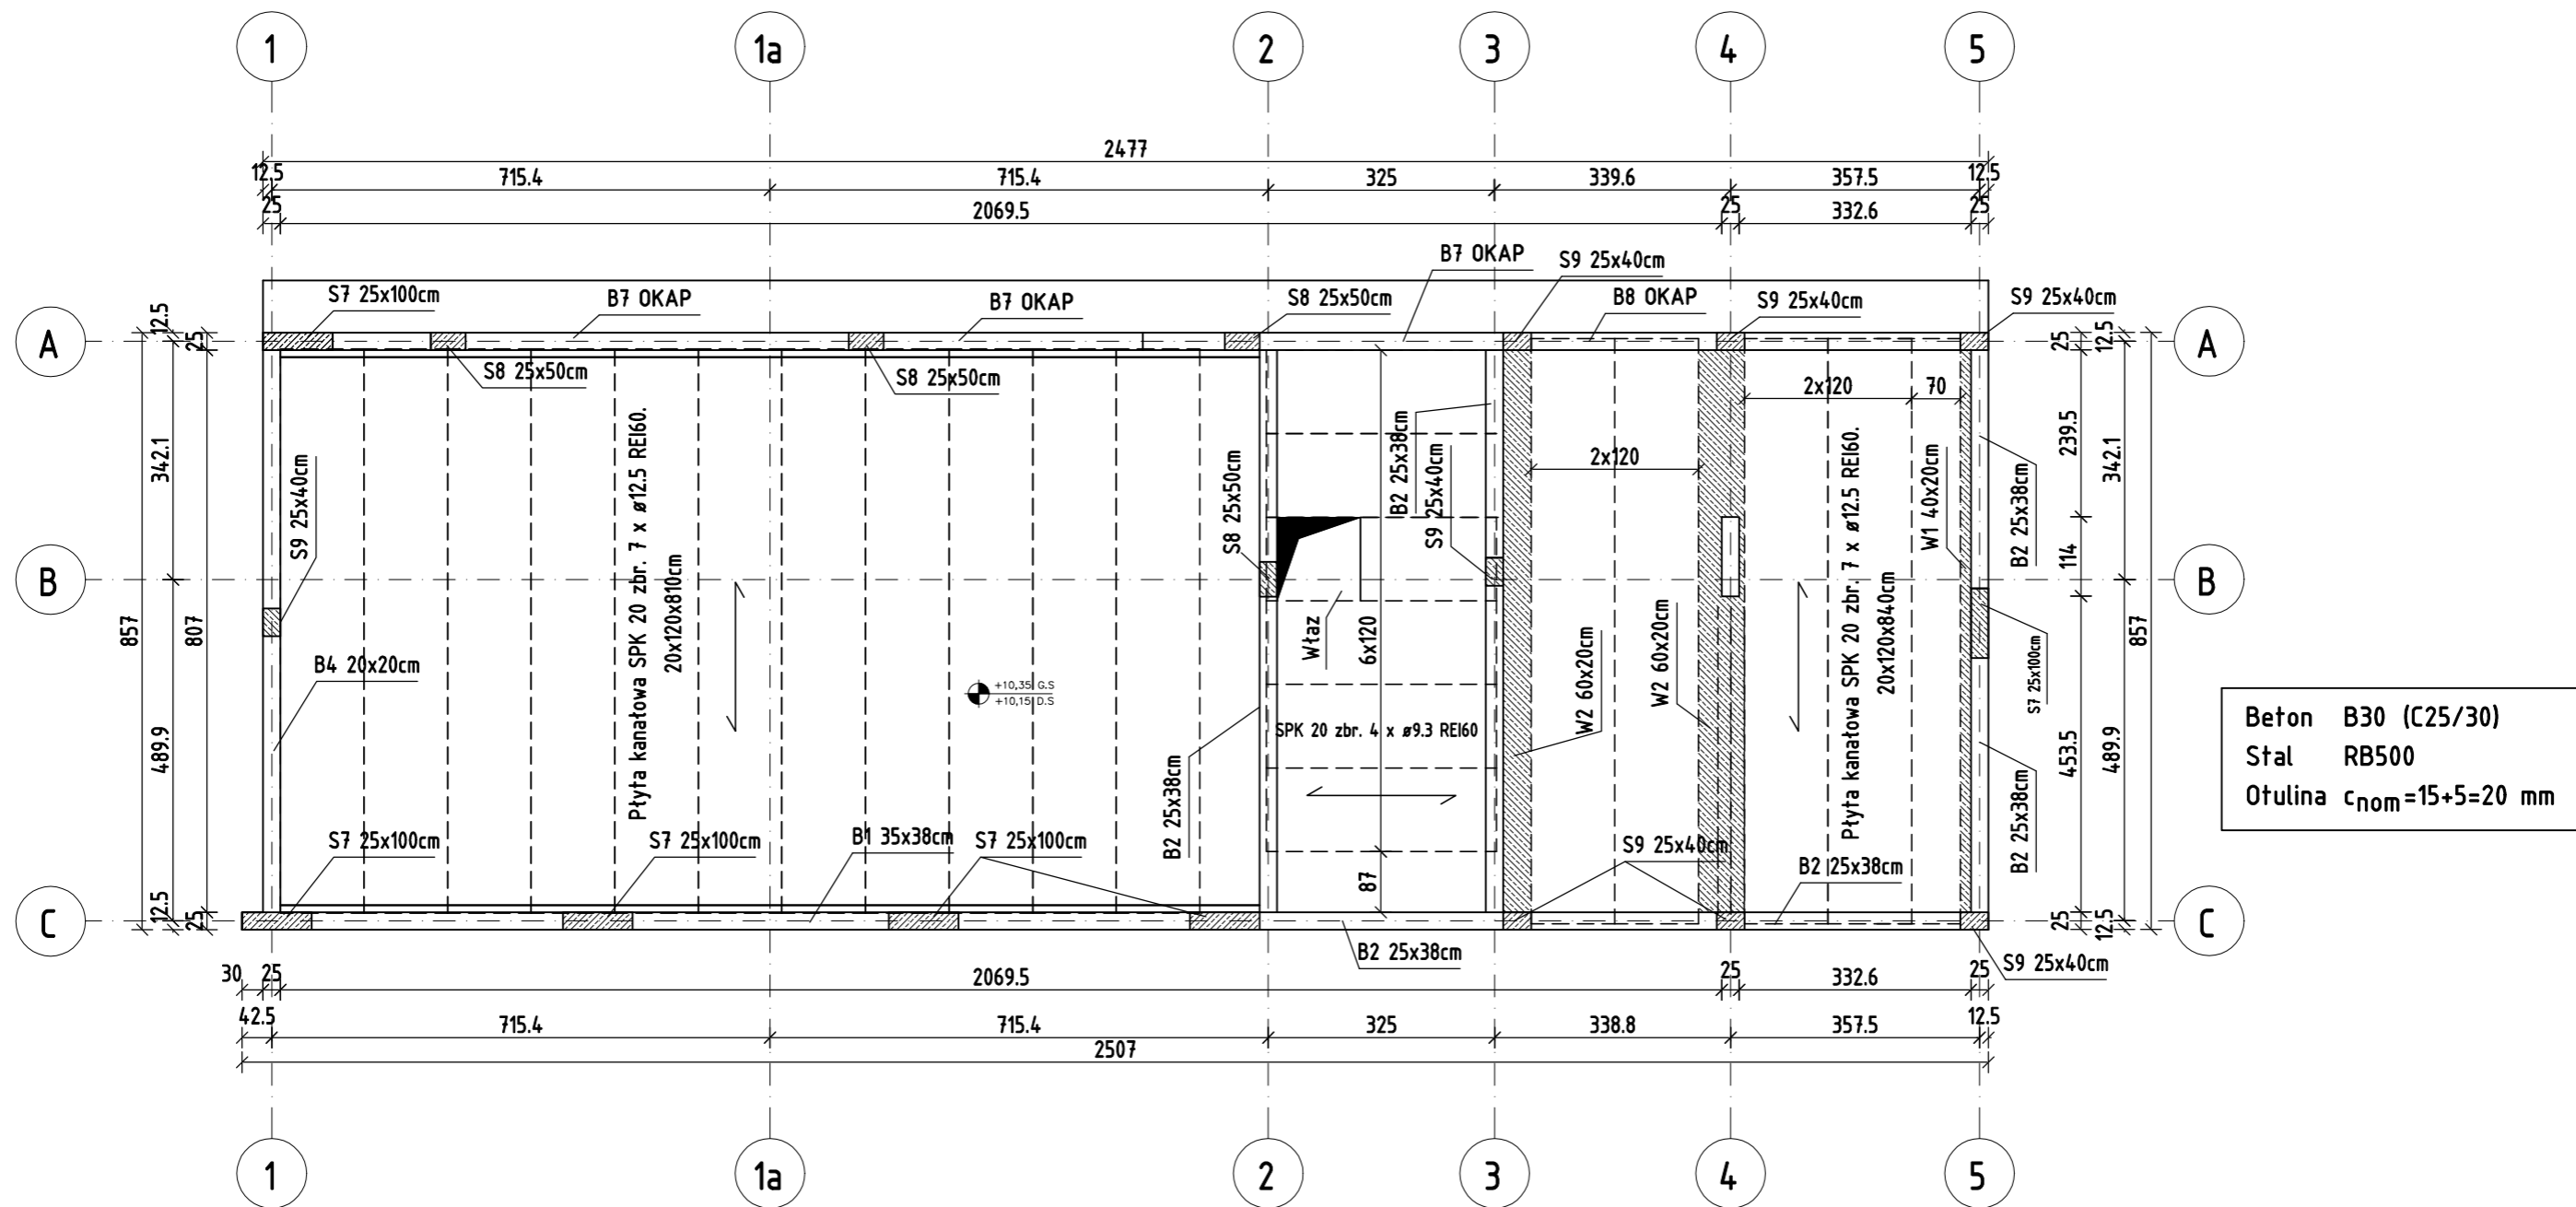 1
1a
2
3
4
5
2477
12.5
715.4
715.4
325
339.6
357.5
12.5
25
2069.5
25
332.6
25
B7 OKAP
S9 25x40cm
S7 25x100cm
B7 OKAP
B7 OKAP
S8 25x50cm
B8 OKAP
S9 25x40cm
S9 25x40cm
A
A
12.5
25
25
12.5
S8 25x50cm
S8 25x50cm
2x120
70
342.1
239.5
342.1
2x120
Płyta kanałowa SPK 20 zbr. 7 x ø12.5 REI60.
20x120x810cm
S9 25x40cm
S8 25x50cm
B2 25x38cm
S9 25x40cm
Płyta kanałowa SPK 20 zbr. 7 x ø12.5 REI60.
20x120x840cm
W1 40x20cm
B2 25x38cm
114
B
B
857
807
857
Właz
6x120
W2 60x20cm
W2 60x20cm
S7 25x100cm
B4 20x20cm
+10,35 G.S
+10,15 D.S
SPK 20 zbr. 4 x ø9.3 REI60
489.9
453.5
489.9
B2 25x38cm
B2 25x38cm
Beton B30 (C25/30)
Stal RB500
Otulina cnom=15+5=20 mm
S7 25x100cm
S7 25x100cm
B1 35x38cm
S7 25x100cm
87
S9 25x40cm
B2 25x38cm
C
C
12.5
25
25
12.5
B2 25x38cm
S9 25x40cm
30
25
2069.5
25
332.6
25
42.5
715.4
715.4
325
338.8
357.5
12.5
2507
1
1a
2
3
4
5